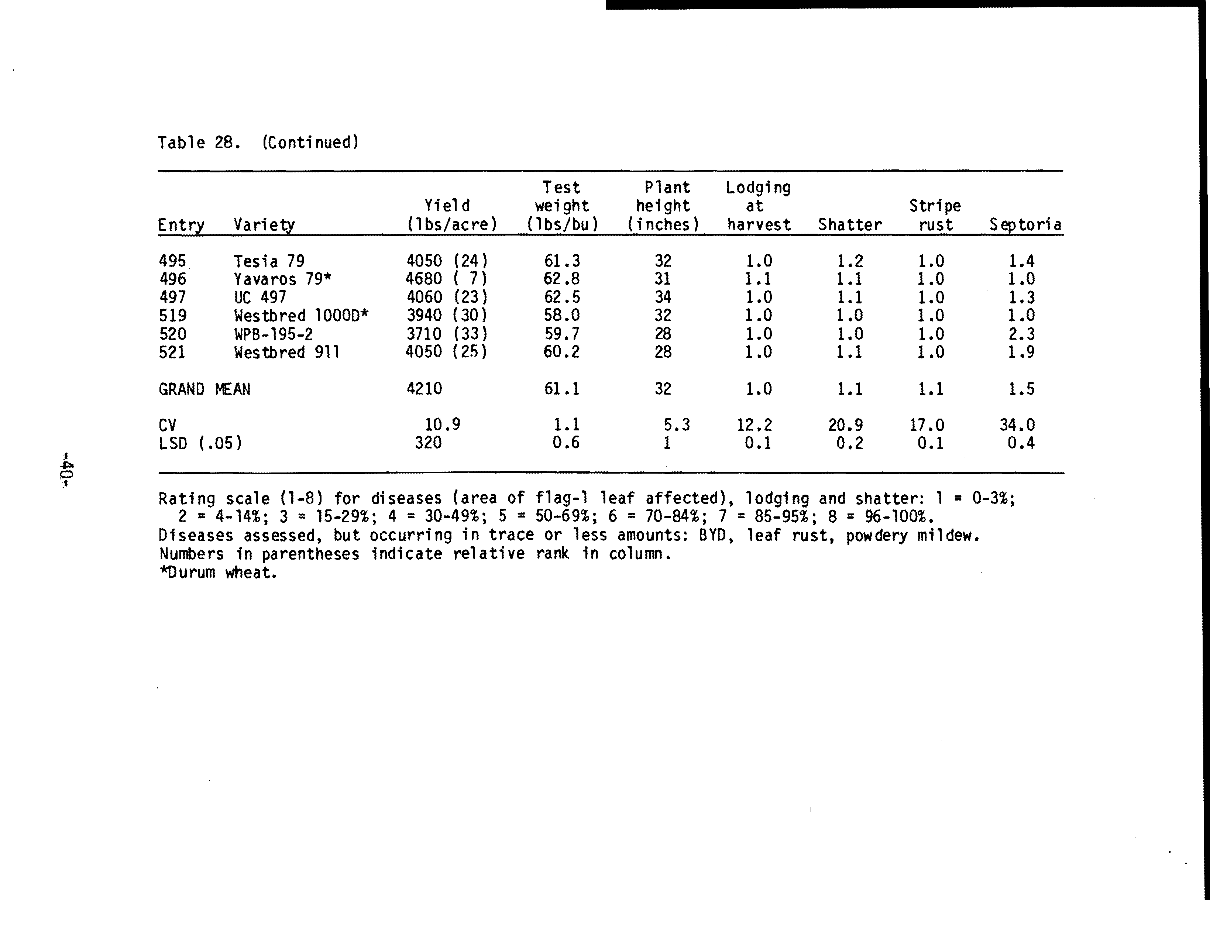 Table 28. (Continued)
Test Plant Lodging
Yield weight height at Stripe
Entry Variety (lbs/acre) (lbs/bu) (inches) harvest Shatter rust Septoria
495 Tesia 79 4050 (24) 61.3 32 1.0 1.2 1.0 1.4
496 Yavaros 79* 4680 ( 7) 62.8 31 1.1 1.1 1.0 1.0
497 UC 497 4060 (23) 62.5 34 1.0 1.1 1.0 1.3
519 Westbred 1000D* 3940 (30) 58.0 32 1.0 1.0 1.0 1.0
520 WPB-195-2 3710 (33) 59.7 28 1.0 1.0 1.0 2.3
521 Westbred 911 4050 (25) 60.2 28 1.0 1.1 1.0 1.9
GRAND MEAN 4210 61.1 32 1.0 1.1 1.1 1.5
CV 10.9 1.1 5.3 12.2 20.9 17.0 34.0
LSD (.05) 320 0.6 1 0.1 0.2 0.1 0.4
Rating scale (1-8) for diseases (area of flag-1 leaf affected), lodging and shatter: 1 = 0-3%;
2 = 4-14%; 3 = 15-29%; 4 = 30-49%; 5 = 50-69%; 6 = 70-84%; 7 = 85-95%; 8 = 96-100%.
Diseases assessed, but occurring in trace or less amounts: BYD, leaf rust, powdery mildew.
Numbers in parentheses indicate relative rank in column.
*Durum wheat.
-40-